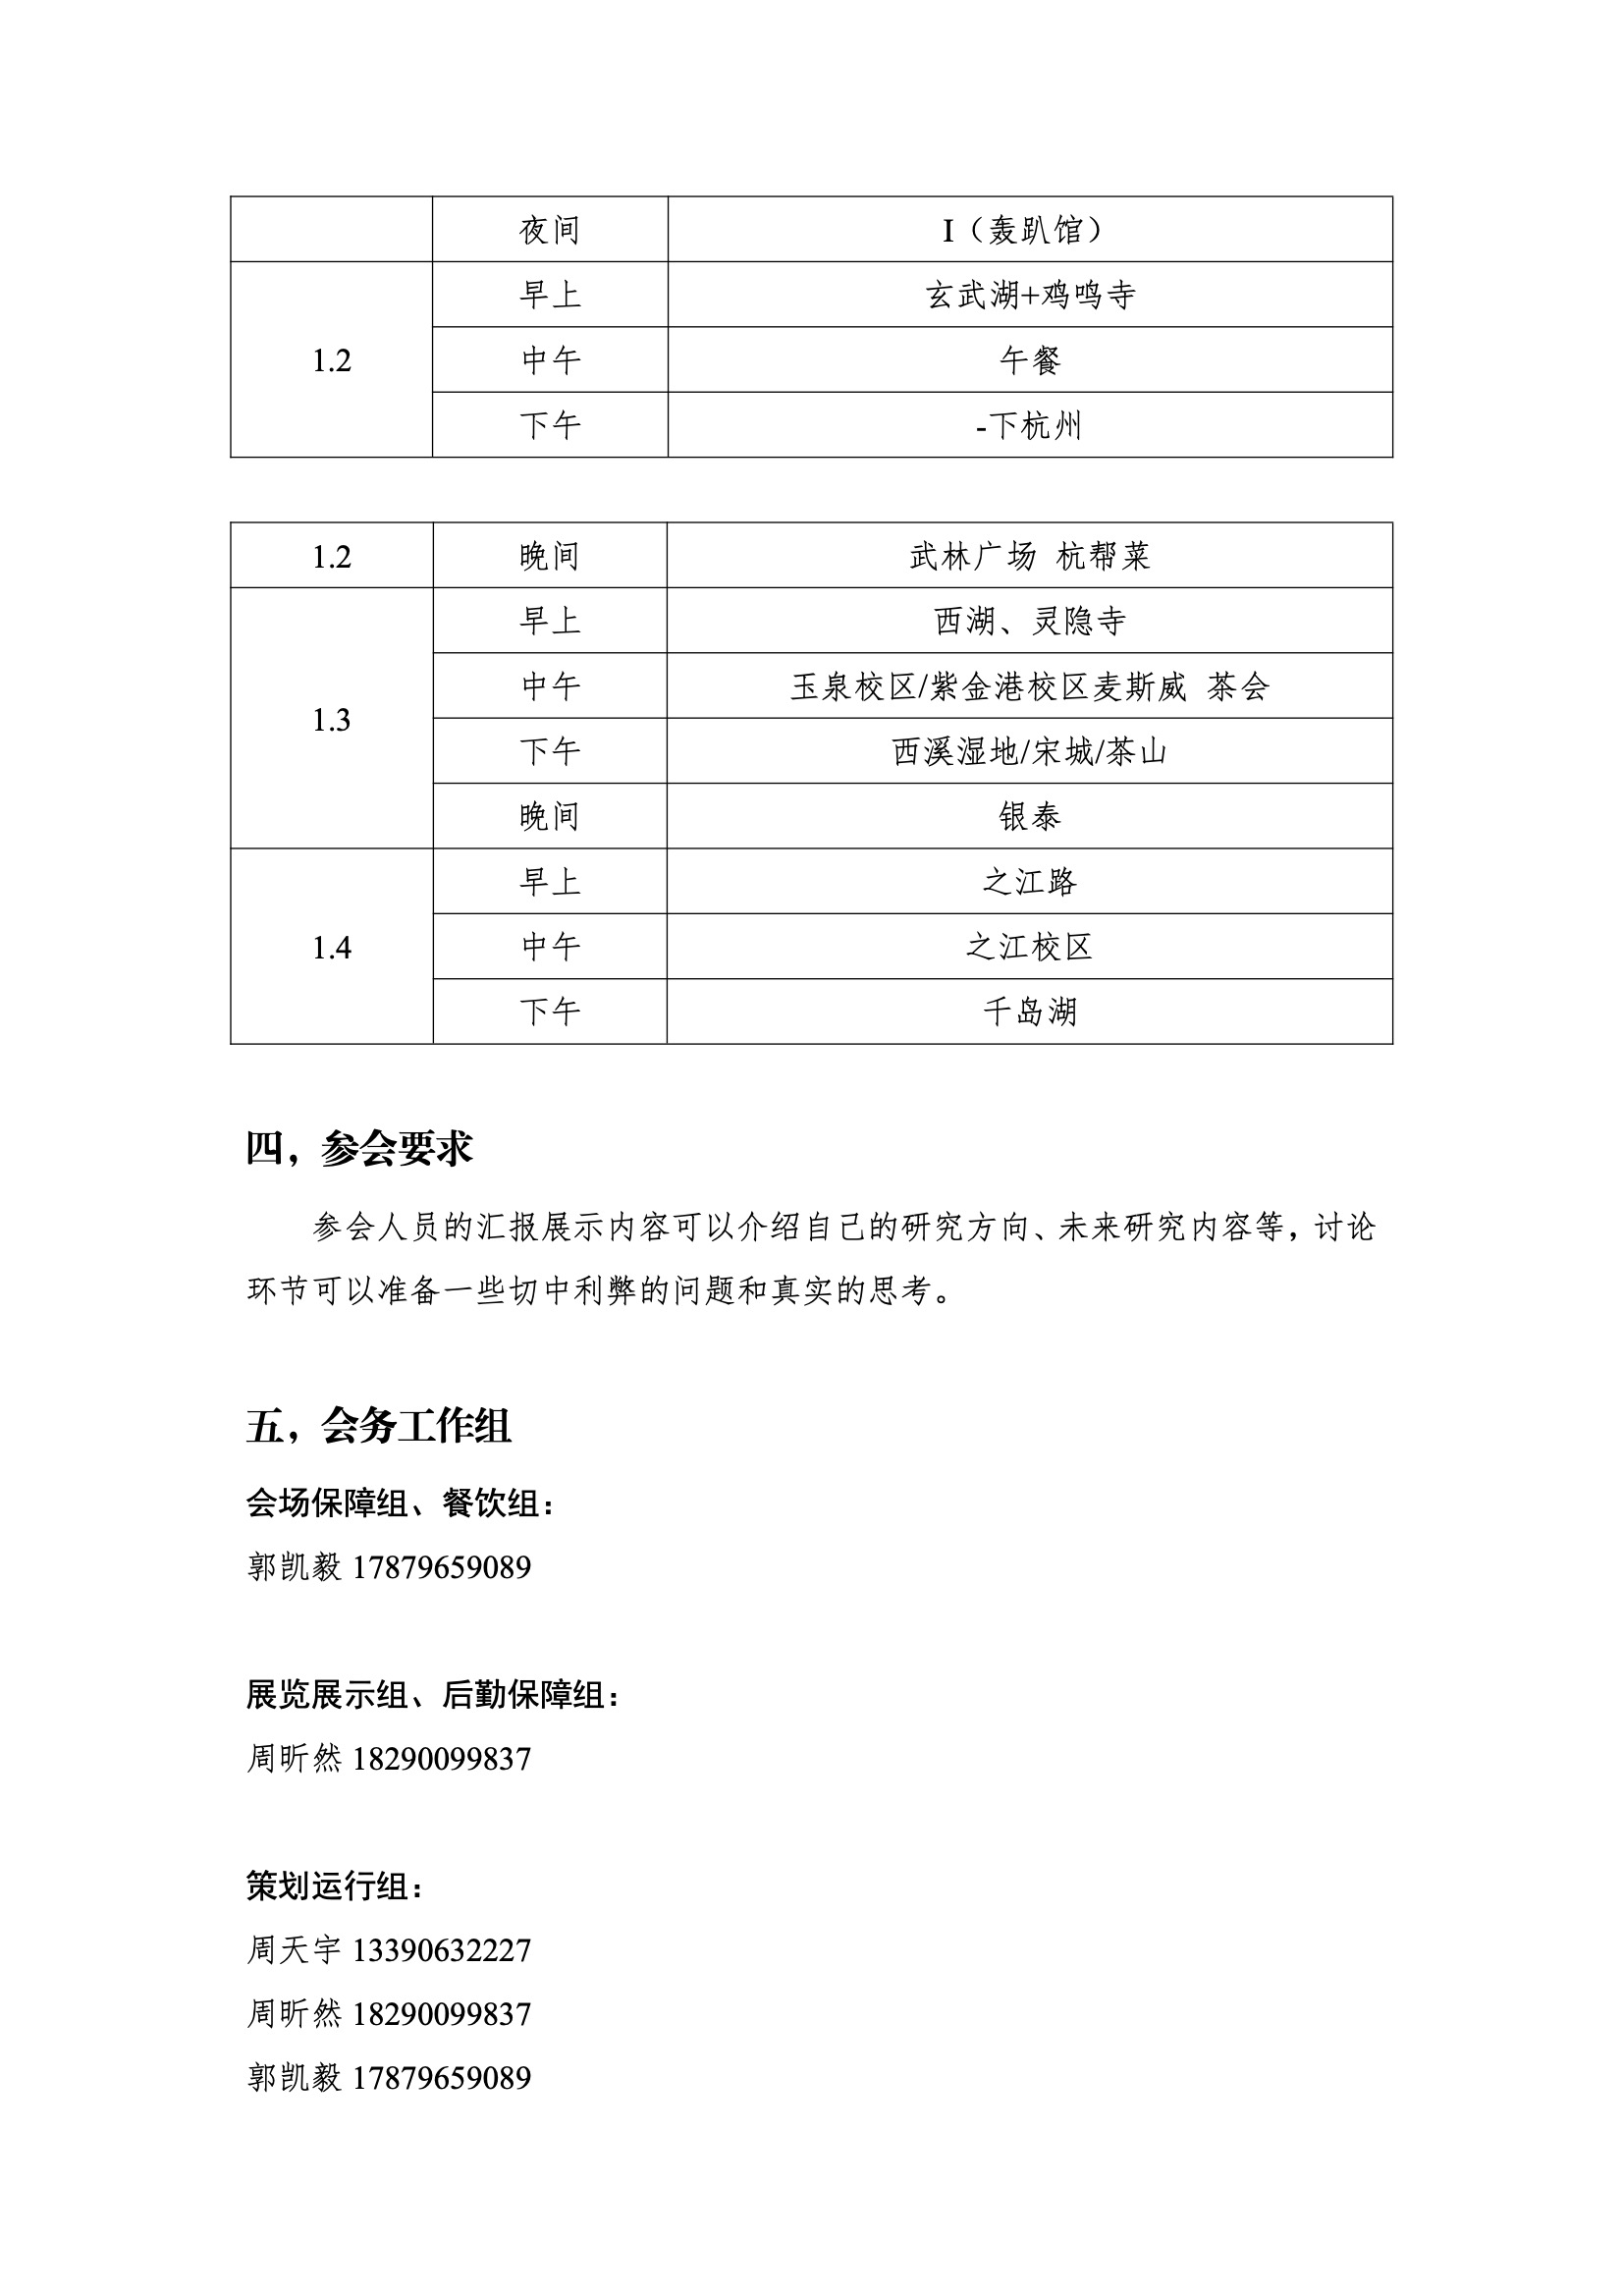 夜间 I（轰趴馆）
1.2
早上 玄武湖+鸡鸣寺
中午 午餐
下午 -下杭州
1.2 晚间 武林广场 杭帮菜
1.3
早上 西湖、灵隐寺
中午 玉泉校区/紫金港校区麦斯威 茶会
下午 西溪湿地/宋城/茶山
晚间 银泰
1.4
早上 之江路
中午 之江校区
下午 千岛湖
四，参会要求
参会人员的汇报展示内容可以介绍自己的研究方向、未来研究内容等，讨论
环节可以准备一些切中利弊的问题和真实的思考。
五，会务工作组
会场保障组、餐饮组：
郭凯毅 17879659089
展览展示组、后勤保障组：
周昕然 18290099837
策划运行组：
周天宇 13390632227
周昕然 18290099837
郭凯毅 17879659089